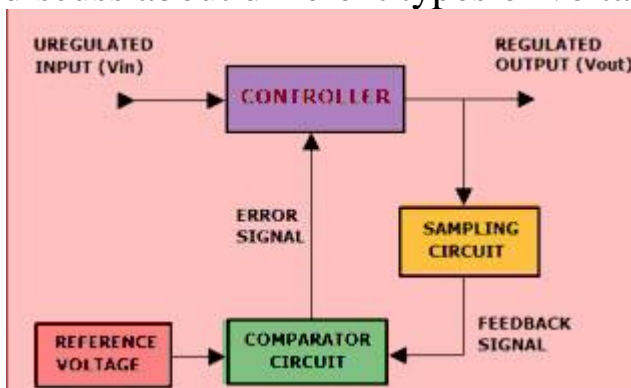 UREGULATED
INPUT (Vin)
REGULATED
OUTPUT (Vout)
CONTROLLER
ERROR
SIGNAL
SAMPLING
CIRCUIT
FEEDBACK
SIGNAL
REFERENCE
VOLTAGE
COMPARATOR
CIRCUIT